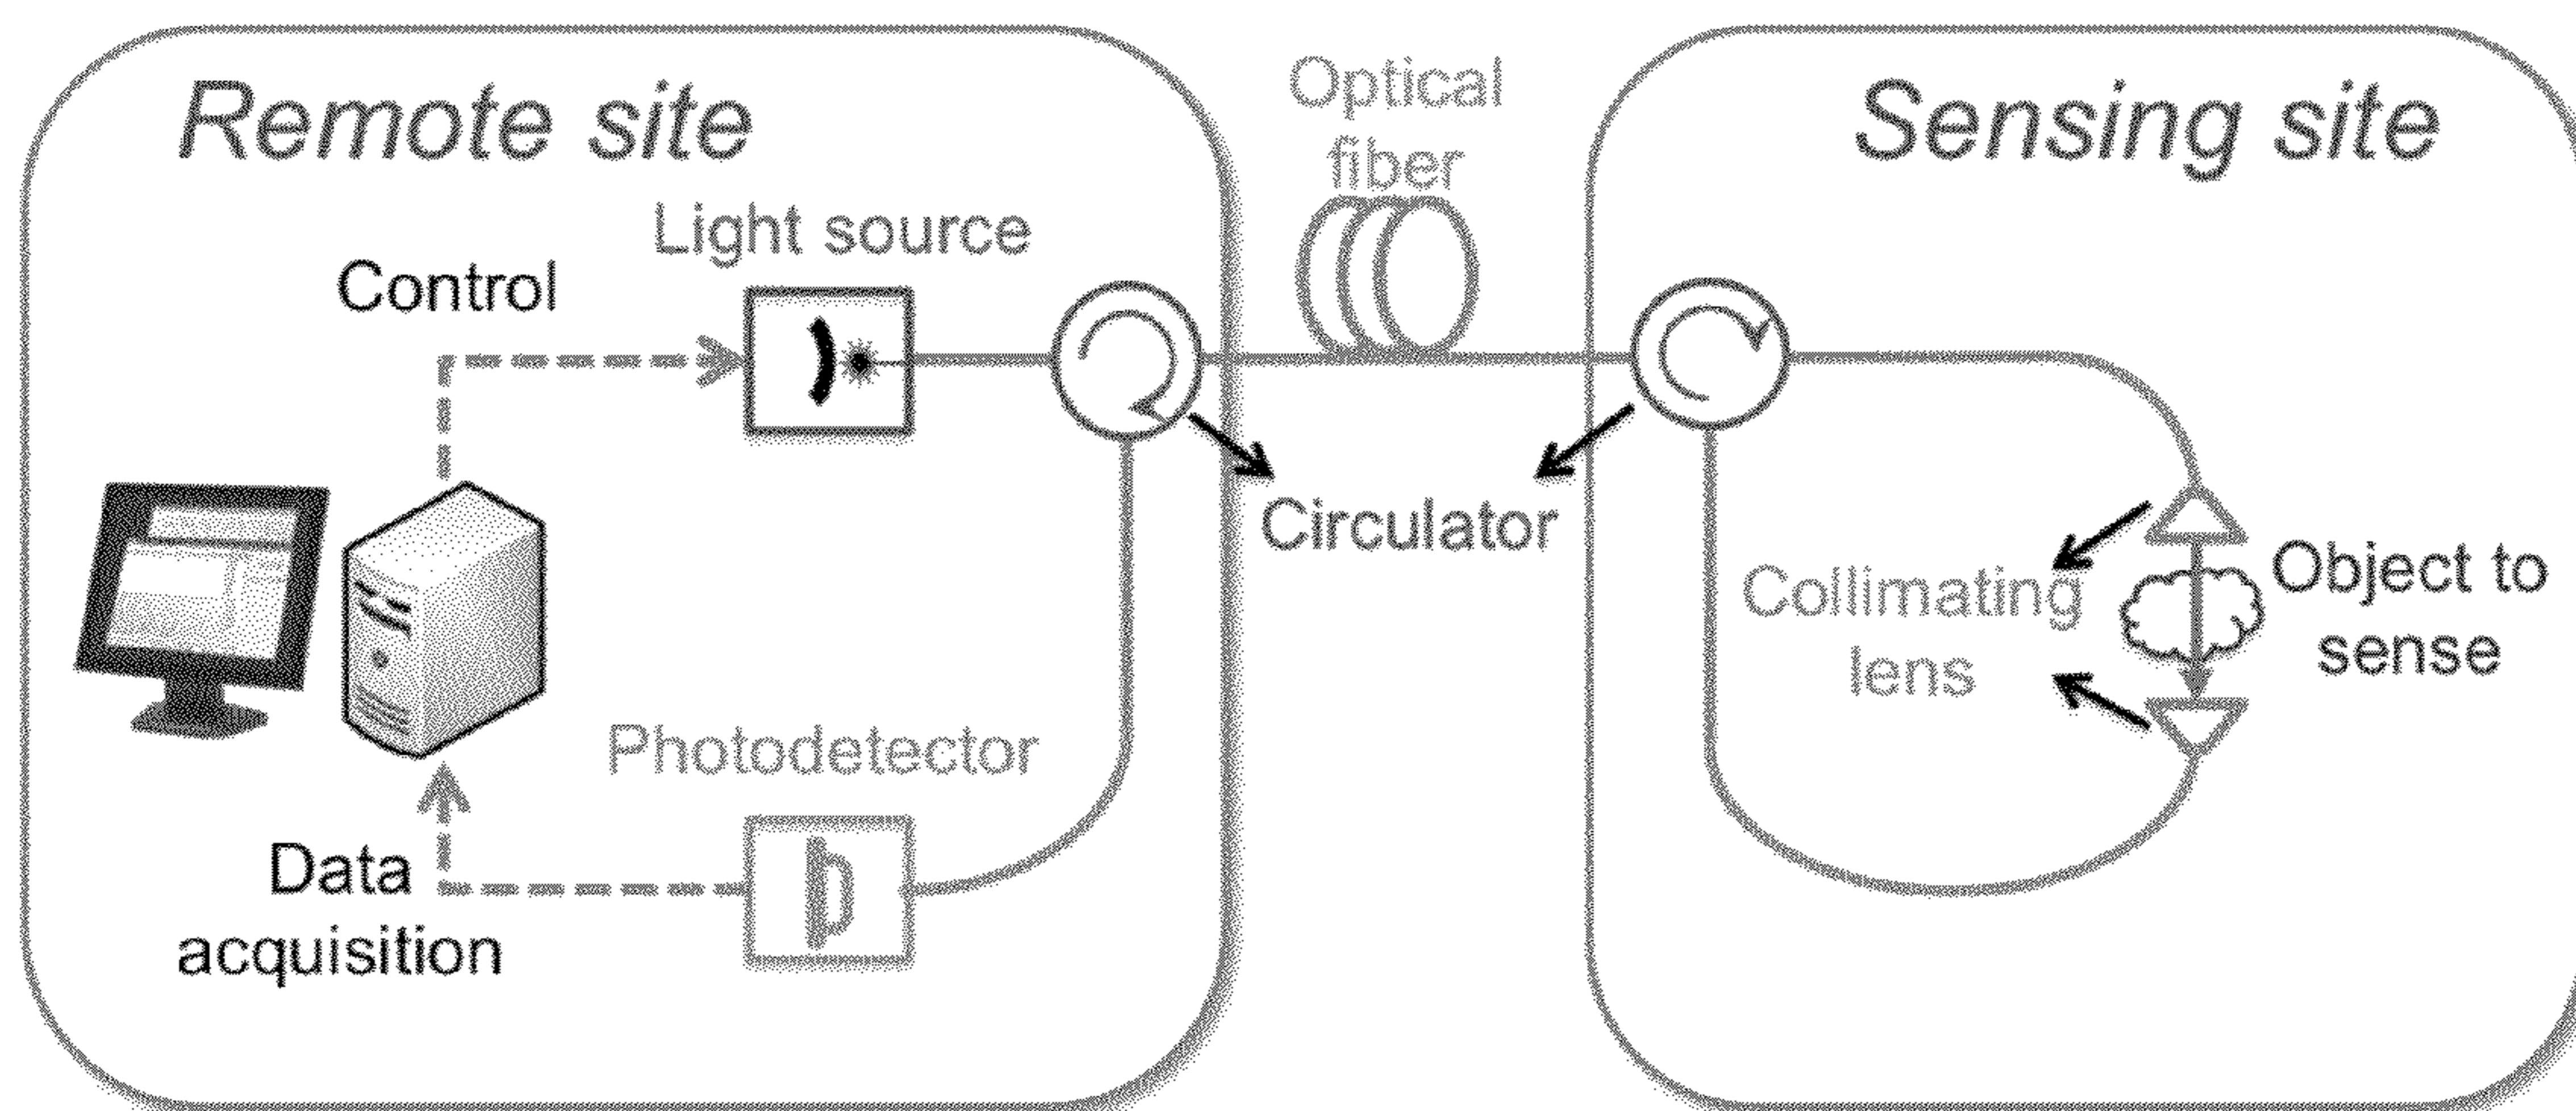 Remote site
Optical
fiber
Sensing site
Light source
Control
Circulator
Collimating
lens
Object to
sense
Photodetector
Data
acquisition